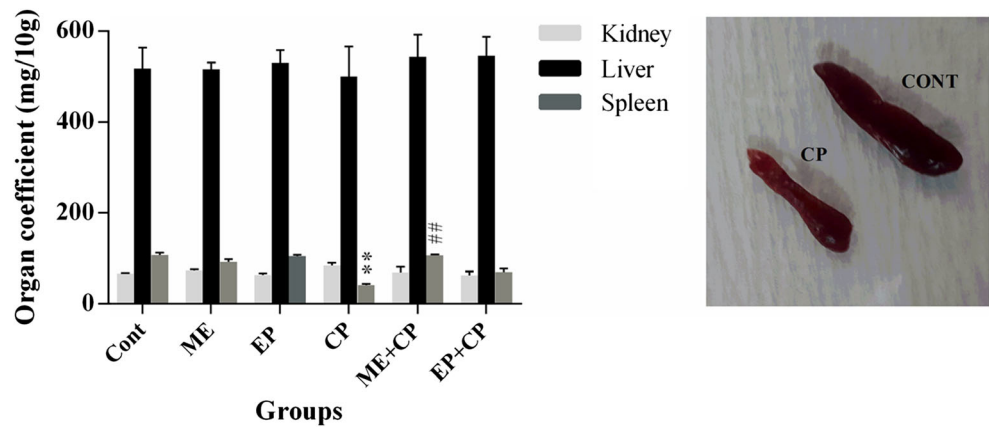 Organ coefficient (mg/10g)
600
400
200
0
**
##
Cont
ME
EP
CP
ME+CP
EP+CP
Groups
Kidney
Liver
Spleen
CONT
CP